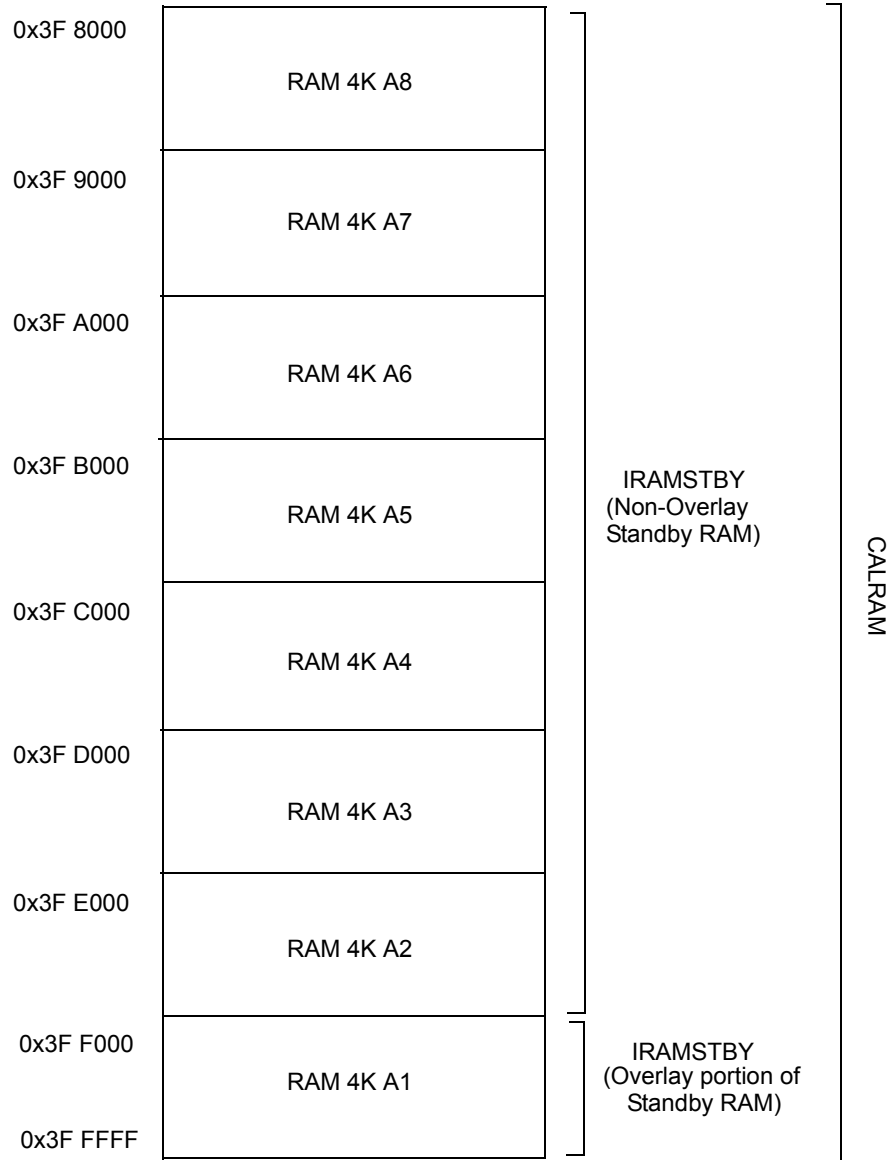 0x3F 8000
RAM 4K A8
0x3F 9000
RAM 4K A7
0x3F A000
RAM 4K A6
0x3F B000
RAM 4K A5
0x3F C000
RAM 4K A4
0x3F D000
RAM 4K A3
0x3F E000
RAM 4K A2
0x3F F000
RAM 4K A1
0x3F FFFF
IRAMSTBY
(Non-Overlay
Standby RAM)
IRAMSTBY
(Overlay portion of
Standby RAM)
CALRAM